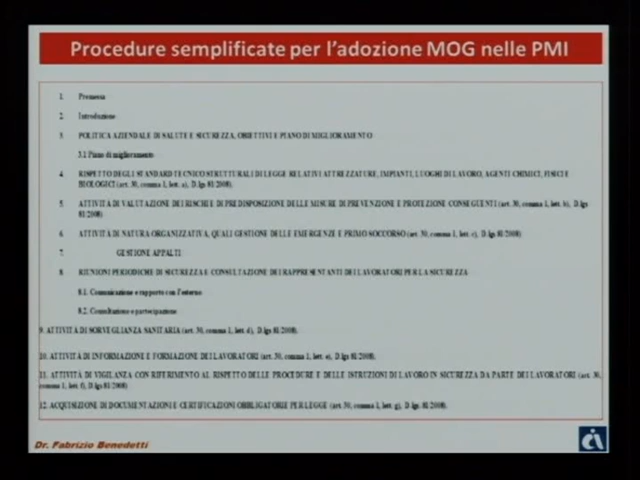 Procedure semplificate per l'adozione MOG nelle PMI
1. Premessa
2. Introduzione
3. POLITICA AZIENDALE DI SALUTE E SICUREZZA, OBIETTIVI E PIANO DI MIGLIORAMENTO
3.1 Piano di miglioramento
4. RISPETTO DEGLI STANDARD TECNICO STRUTTURALI DI LEGGE RELATIVI ATTREZZATURE, IMPIANTI, LUOGHI DI LAVORO, AGENTI CHIMICI, FISICI E
BIOLOGICI (art. 30, comma 1, lett. a), D.lgs 81/2008).
5. ATTIVITÀ DI VALUTAZIONE DEI RISCHI E DI PREDISPOSIZIONE DELLE MISURE DI PREVENZIONE E PROTEZIONE CONSEGUENTI (art. 30, comma 1, lett. b), D.lgs
81/2008)
6. ATTIVITÀ DI NATURA ORGANIZZATIVA, QUALI GESTIONE DELLE EMERGENZE E PRIMO SOCCORSO (art. 30, comma 1, lett. c), D.lgs 81/2008)
7. GESTIONE APPALTI
8. RIUNIONI PERIODICHE DI SICUREZZA E CONSULTAZIONE DEI RAPPRESENTANTI DEI LAVORATORI PER LA SICUREZZA
8.1. Comunicazione e rapporto con l'esterno
8.2. Consultazione e partecipazione
9. ATTIVITÀ DI SORVEGLIANZA SANITARIA (art. 30, comma 1, lett. d), D.lgs 81/2008).
10. ATTIVITÀ DI INFORMAZIONE E FORMAZIONE DEI LAVORATORI (art. 30, comma 1, lett. e), D.lgs 81/2008).
11. ATTIVITÀ DI VIGILANZA CON RIFERIMENTO AL RISPETTO DELLE PROCEDURE E DELLE ISTRUZIONI DI LAVORO IN SICUREZZA DA PARTE DEI LAVORATORI (art. 30,
comma 1, lett. f), D.lgs 81/2008)
12. ACQUISIZIONE DI DOCUMENTAZIONI E CERTIFICAZIONI OBBLIGATORIE PER LEGGE (art. 30, comma 1, lett. g), D.lgs. 81/2008).
Dr. Fabrizio Benedetti